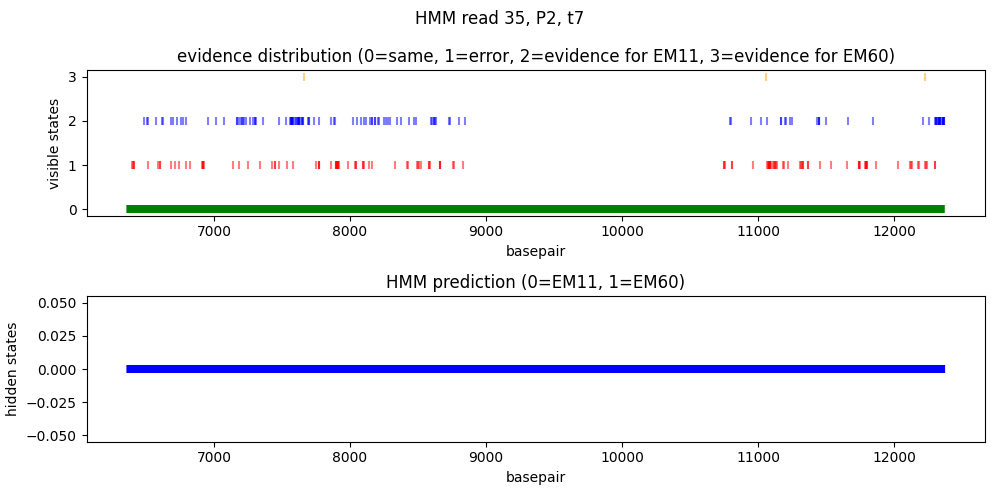 HMM read 35, P2, t7
evidence distribution (0=same, 1=error, 2=evidence for EM11, 3=evidence for EM60)
visible states
3
2
1
0
7000 8000 9000 10000 11000 12000
basepair
HMM prediction (0=EM11, 1=EM60)
hidden states
0.050
0.025
0.000
−0.025
−0.050
7000 8000 9000 10000 11000 12000
basepair